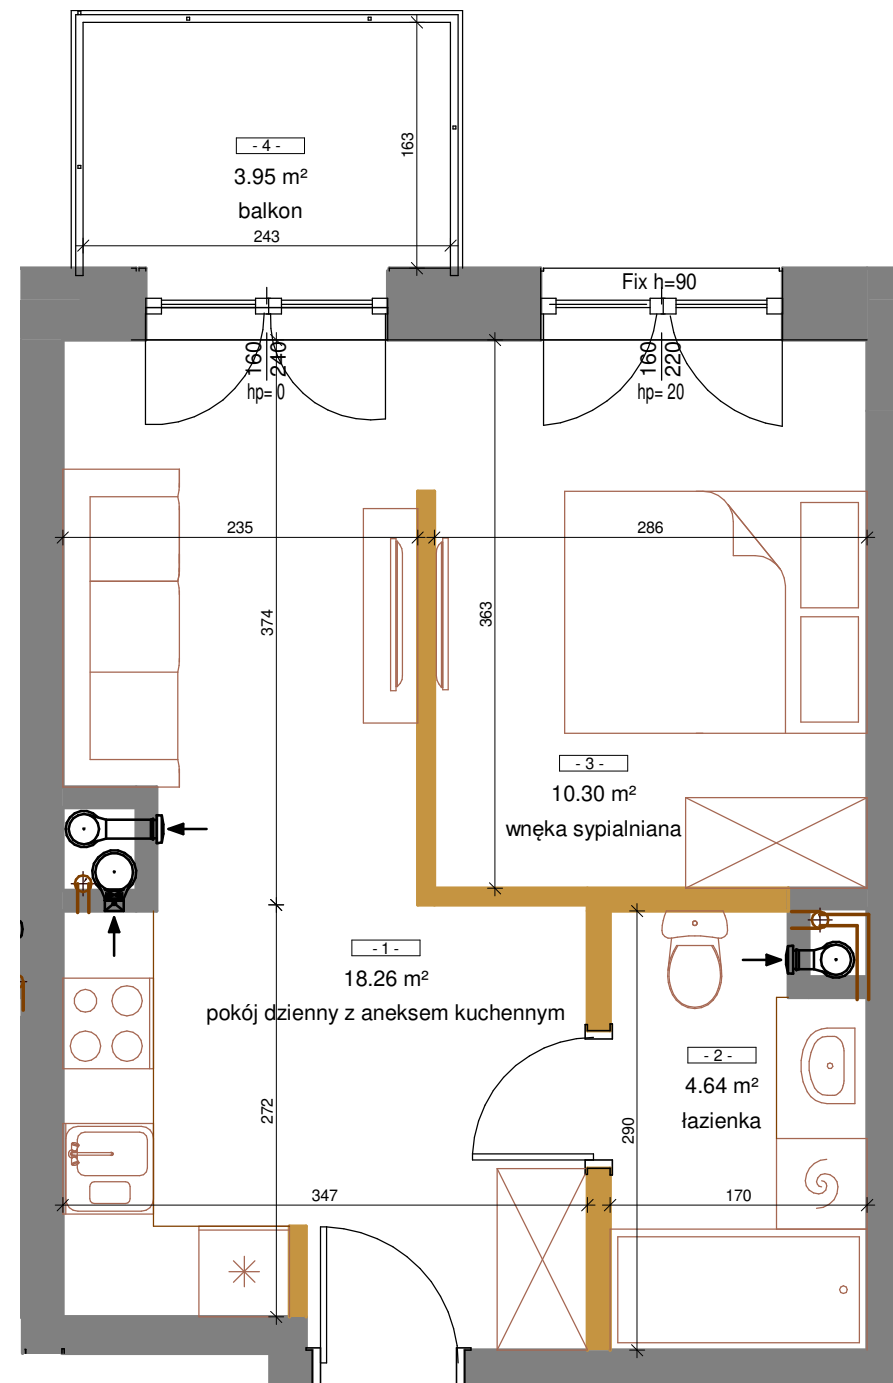 - 4 -
3.95 m²
balkon
163
243
Fix h=90
160
240
hp= 0
160
220
hp= 20
235
286
374
363
- 3 -
10.30 m²
wnęka sypialniana
- 1 -
18.26 m²
pokój dzienny z aneksem kuchennym
- 2 -
4.64 m²
łazienka
272
290
347
170